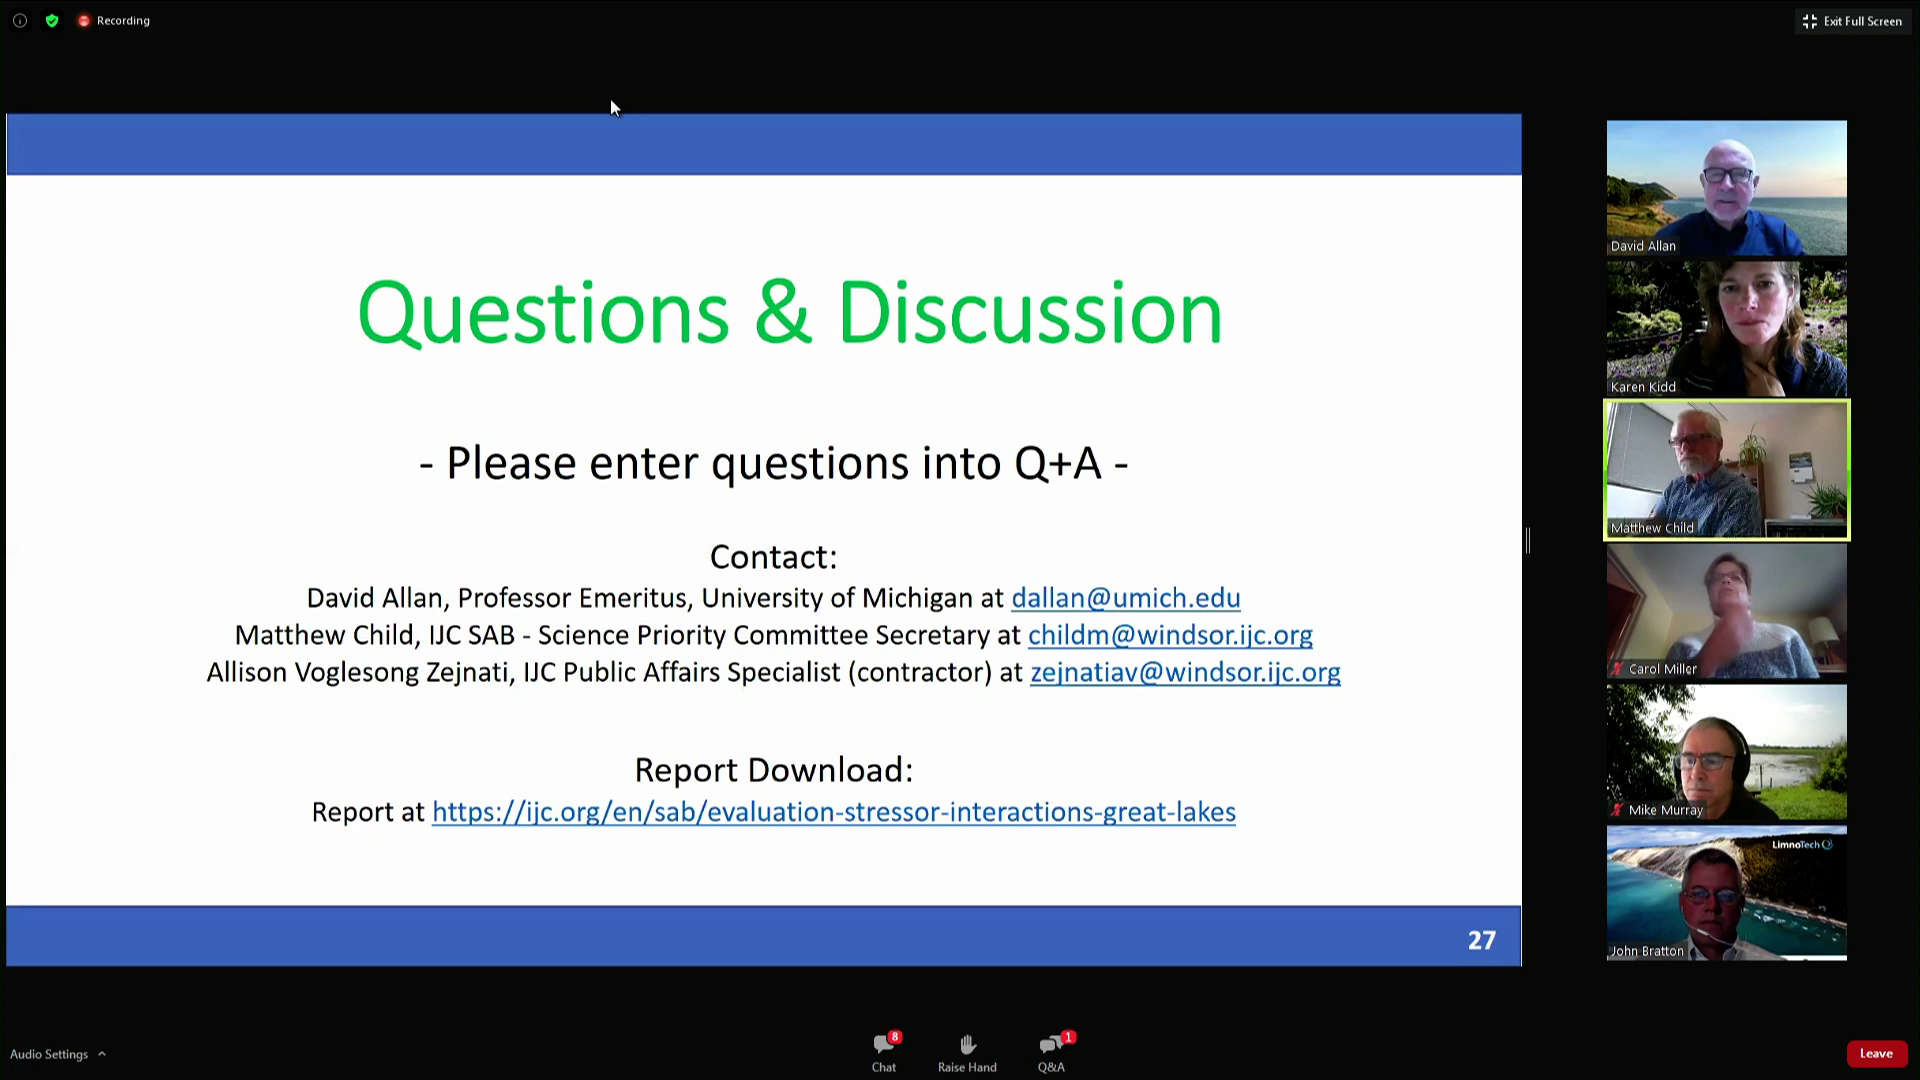 Recording
Exit Full Screen
Questions & Discussion
- Please enter questions into Q+A -
Contact:
David Allan, Professor Emeritus, University of Michigan at dallan@umich.edu
Matthew Child, IJC SAB - Science Priority Committee Secretary at childm@windsor.ijc.org
Allison Voglesong Zejnati, IJC Public Affairs Specialist (contractor) at zejnatiav@windsor.ijc.org
Report Download:
Report at https://ijc.org/en/sab/evaluation-stressor-interactions-great-lakes
27
David Allan
Karen Kidd
Matthew Child
Carol Miller
Mike Murray
LimnoTech
John Bratton
Audio Settings
8
Chat
Raise Hand
1
Q&A
Leave